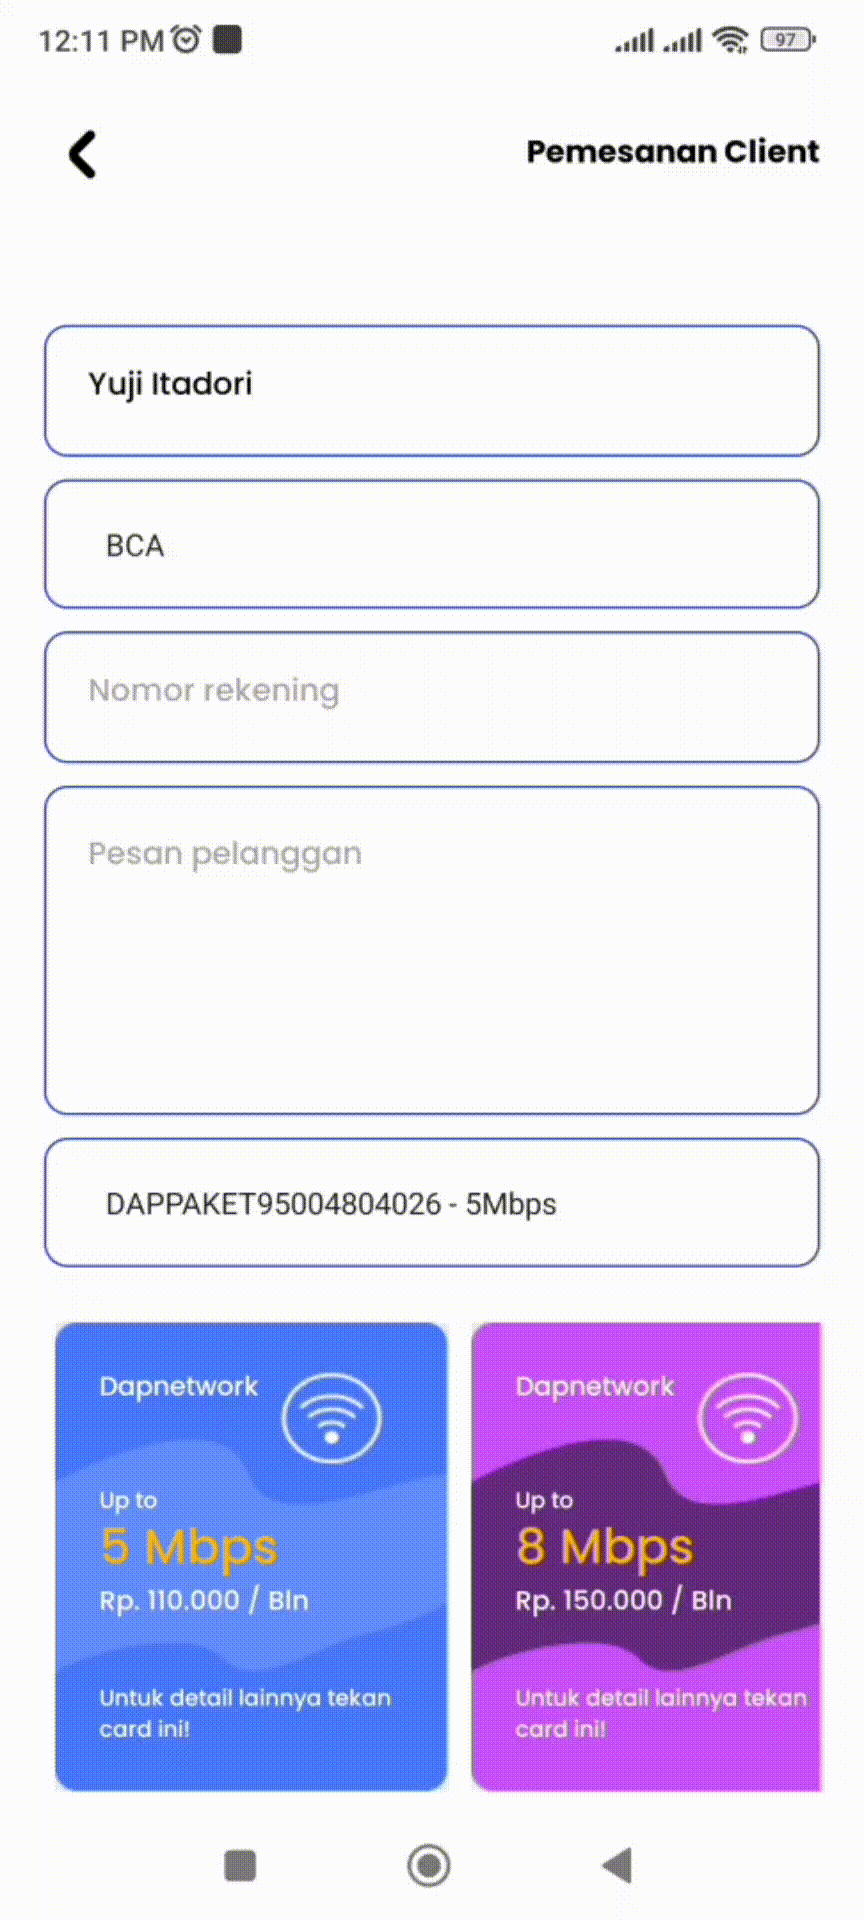 12:11 PM 97
Pemesanan Client
Yuji Itadori
BCA
Nomor rekening
Pesan pelanggan
DAPPAKET95004804026 - 5Mbps
Dapnetwork
Up to
5 Mbps
Rp. 110.000 / Bln
Untuk detail lainnya tekan
card ini!
Dapnetwork
Up to
8 Mbps
Rp. 150.000 / Bln
Untuk detail lainnya tekan
card ini!